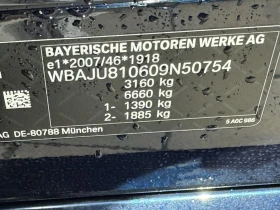 BAYERISCHE MOTOREN WERKE AG
e1*2007/46*1918
WBAJU810609N50754
3160 kg
6660 kg
1- 1390 kg
2- 1885 kg
AG DE-80788 München